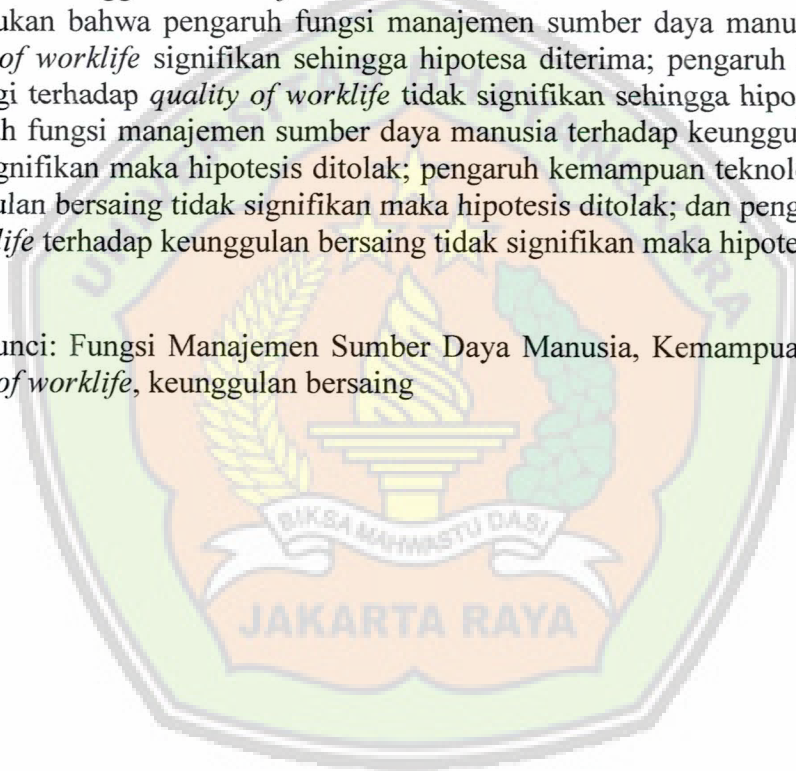 ukan bahwa pengaruh fungsi manajemen sumber daya manu
of worklife signifikan sehingga hipotesa diterima; pengaruh
gi terhadap quality of worklife tidak signifikan sehingga hipo
h fungsi manajemen sumber daya manusia terhadap keunggu
gnifikan maka hipotesis ditolak; pengaruh kemampuan teknolo
ulan bersaing tidak signifikan maka hipotesis ditolak; dan peng
life terhadap keunggulan bersaing tidak signifikan maka hipote
unci: Fungsi Manajemen Sumber Daya Manusia, Kemampua
of worklife, keunggulan bersaing
UNIVERSITAS BHAYANGKARA
BIKSA MAHWASTU DASI
JAKARTA RAYA